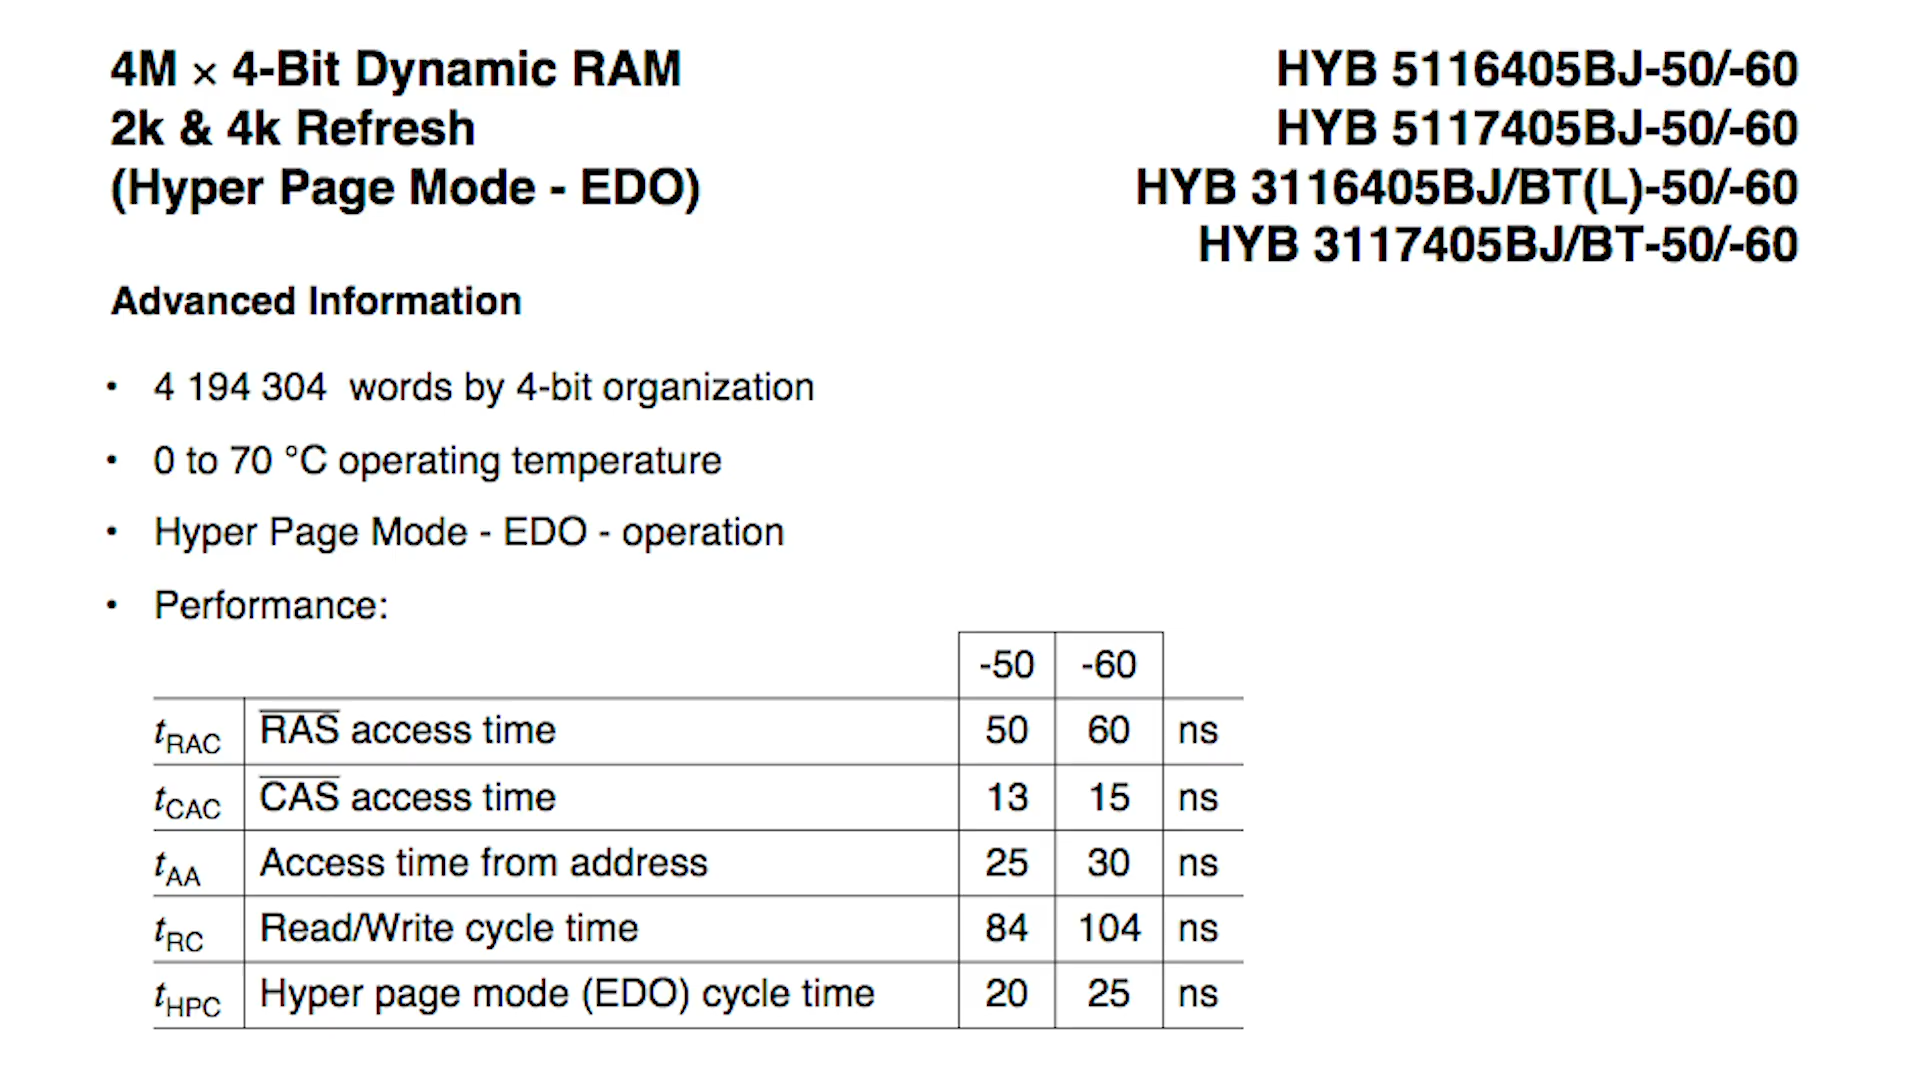 4M × 4-Bit Dynamic RAM
2k & 4k Refresh
(Hyper Page Mode - EDO)
HYB 5116405BJ-50/-60
HYB 5117405BJ-50/-60
HYB 3116405BJ/BT(L)-50/-60
HYB 3117405BJ/BT-50/-60
Advanced Information
• 4 194 304 words by 4-bit organization
• 0 to 70 °C operating temperature
• Hyper Page Mode - EDO - operation
• Performance:
-50 -60
tRAC RAS access time 50 60 ns
tCAC CAS access time 13 15 ns
tAA Access time from address 25 30 ns
tRC Read/Write cycle time 84 104 ns
tHPC Hyper page mode (EDO) cycle time 20 25 ns